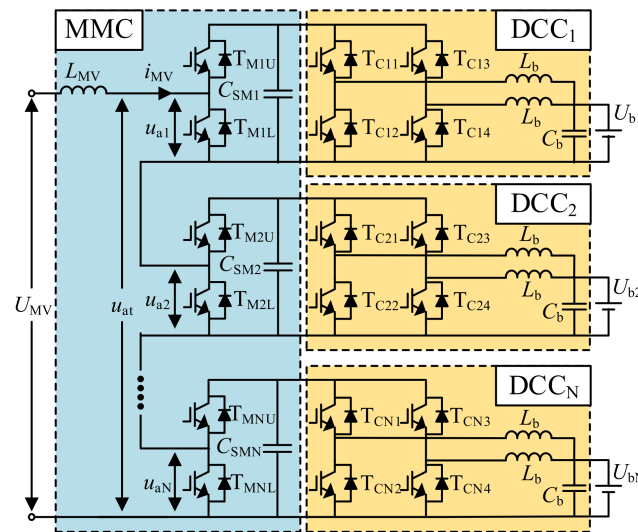 MMC
DCC₁
L_MV
i_MV
T_M1U
C_SM1
u_a1
T_M1L
T_C11
T_C13
T_C12
T_C14
L_b
L_b
C_b
U_b1
DCC₂
T_M2U
C_SM2
u_a2
T_M2L
T_C21
T_C23
T_C22
T_C24
L_b
L_b
C_b
U_b2
U_MV
u_at
DCC_N
T_MNU
C_SMN
u_aN
T_MNL
T_CN1
T_CN3
T_CN2
T_CN4
L_b
L_b
C_b
U_bN